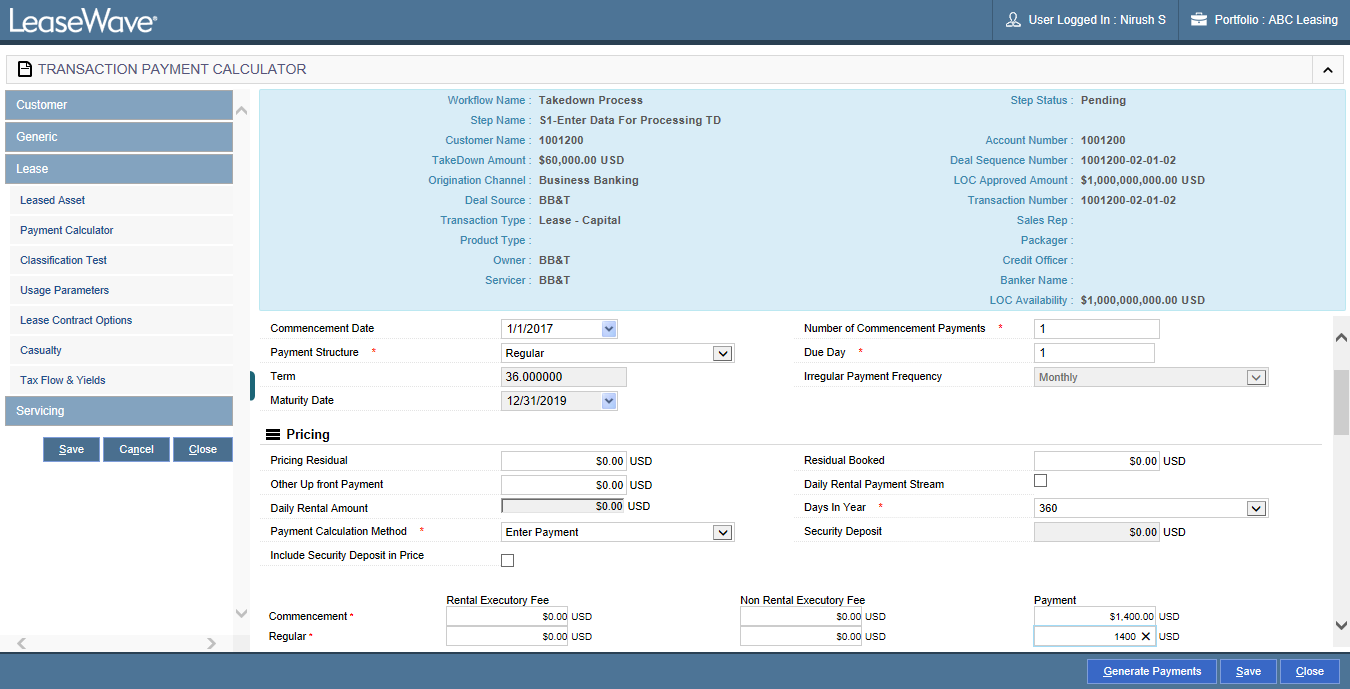 LeaseWave®
User Logged In : Nirush S
Portfolio : ABC Leasing
TRANSACTION PAYMENT CALCULATOR
Customer
Generic
Lease
Leased Asset
Payment Calculator
Classification Test
Usage Parameters
Lease Contract Options
Casualty
Tax Flow & Yields
Servicing
Save Cancel Close
Workflow Name : Takedown Process Step Status : Pending
Step Name : S1-Enter Data For Processing TD
Customer Name : 1001200 Account Number : 1001200
TakeDown Amount : $60,000.00 USD Deal Sequence Number : 1001200-02-01-02
Origination Channel : Business Banking LOC Approved Amount : $1,000,000,000.00 USD
Deal Source : BB&T Transaction Number : 1001200-02-01-02
Transaction Type : Lease - Capital Sales Rep :
Product Type : Packager :
Owner : BB&T Credit Officer :
Servicer : BB&T Banker Name :
LOC Availability : $1,000,000,000.00 USD
Commencement Date 1/1/2017 Number of Commencement Payments * 1
Payment Structure * Regular Due Day * 1
Term 36.000000 Irregular Payment Frequency Monthly
Maturity Date 12/31/2019
Pricing
Pricing Residual $0.00 USD Residual Booked $0.00 USD
Other Up front Payment $0.00 USD Daily Rental Payment Stream
Daily Rental Amount $0.00 USD Days In Year * 360
Payment Calculation Method * Enter Payment Security Deposit $0.00 USD
Include Security Deposit in Price
Rental Executory Fee Non Rental Executory Fee Payment
Commencement * $0.00 USD $0.00 USD $1,400.00 USD
Regular * $0.00 USD $0.00 USD 1400 USD
Generate Payments Save Close